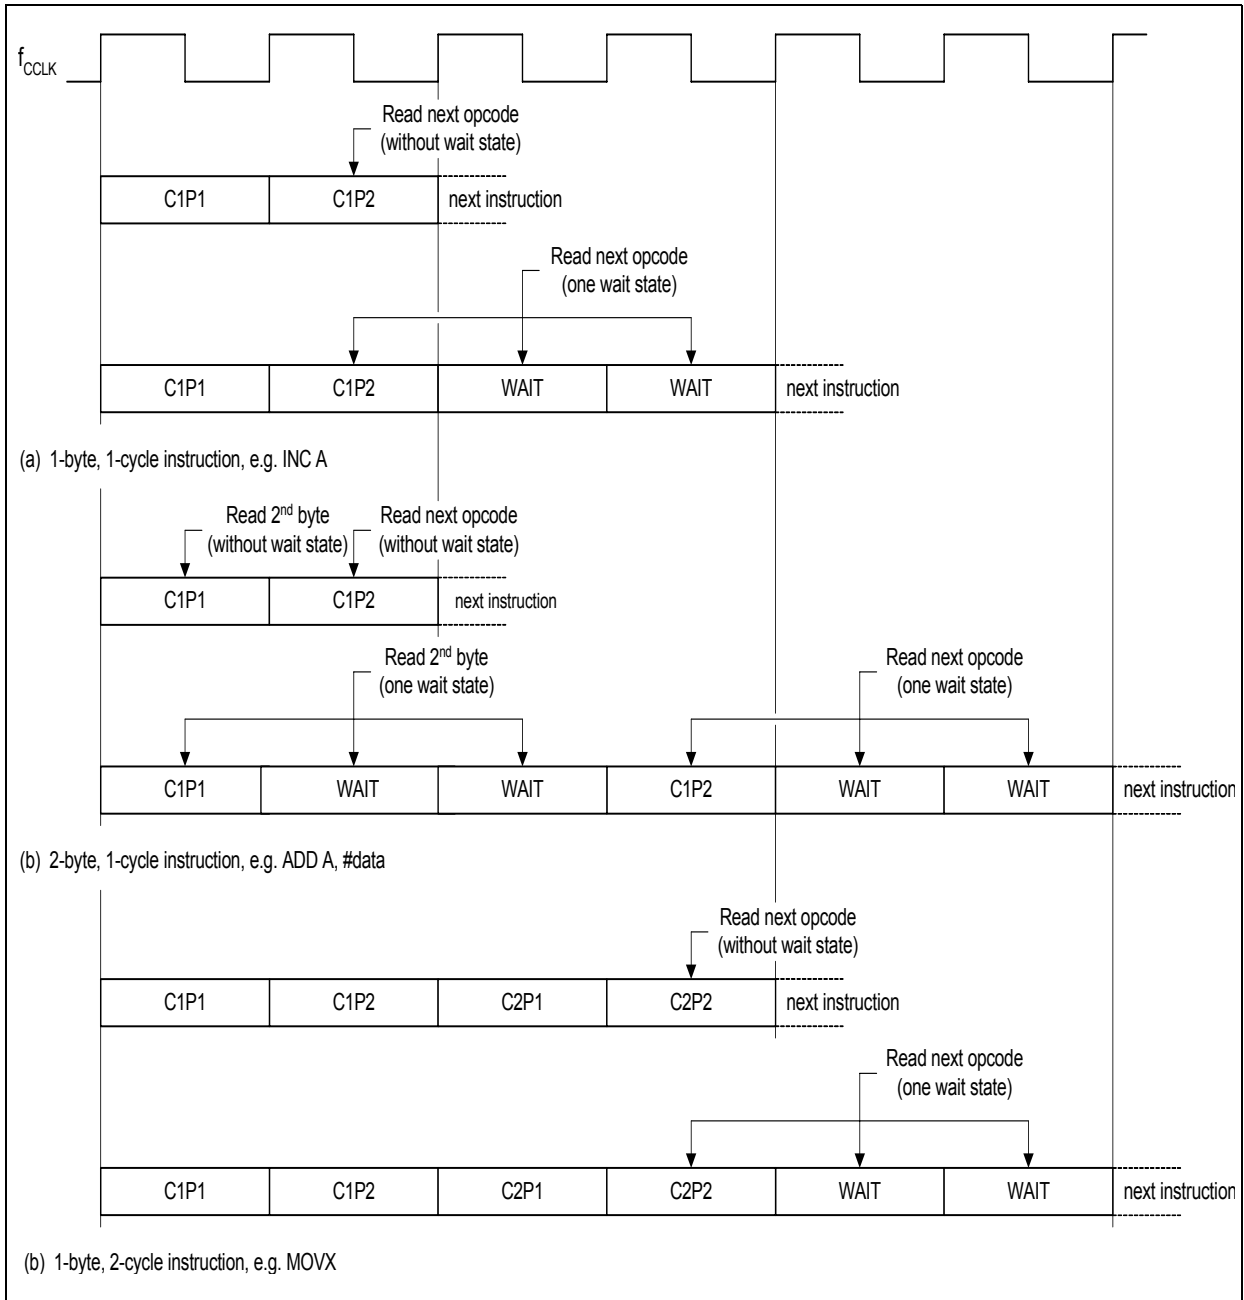 fCCLK
Read next opcode
(without wait state)
C1P1 C1P2 next instruction
Read next opcode
(one wait state)
C1P1 C1P2 WAIT WAIT next instruction
(a) 1-byte, 1-cycle instruction, e.g. INC A
Read 2nd byte Read next opcode
(without wait state) (without wait state)
C1P1 C1P2 next instruction
Read 2nd byte Read next opcode
(one wait state) (one wait state)
C1P1 WAIT WAIT C1P2 WAIT WAIT next instruction
(b) 2-byte, 1-cycle instruction, e.g. ADD A, #data
Read next opcode
(without wait state)
C1P1 C1P2 C2P1 C2P2 next instruction
Read next opcode
(one wait state)
C1P1 C1P2 C2P1 C2P2 WAIT WAIT next instruction
(b) 1-byte, 2-cycle instruction, e.g. MOVX